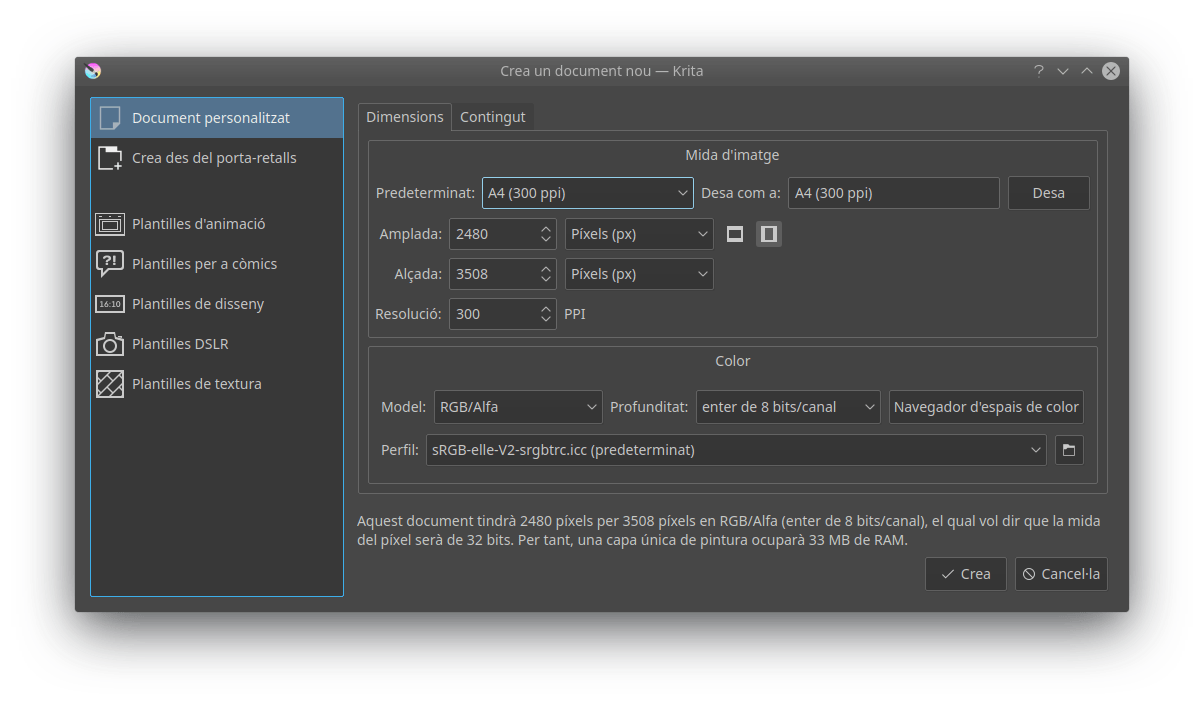 Crea un document nou — Krita
Document personalitzat
Crea des del porta-retalls
Plantilles d'animació
?! Plantilles per a còmics
16:10 Plantilles de disseny
Plantilles DSLR
Plantilles de textura
Dimensions Contingut
Mida d'imatge
Predeterminat: A4 (300 ppi) Desa com a: A4 (300 ppi) Desa
Amplada: 2480 Píxels (px)
Alçada: 3508 Píxels (px)
Resolució: 300 PPI
Color
Model: RGB/Alfa Profunditat: enter de 8 bits/canal Navegador d'espais de color
Perfil: sRGB-elle-V2-srgbtrc.icc (predeterminat)
Aquest document tindrà 2480 píxels per 3508 píxels en RGB/Alfa (enter de 8 bits/canal), el qual vol dir que la mida
del píxel serà de 32 bits. Per tant, una capa única de pintura ocuparà 33 MB de RAM.
Crea Cancel·la